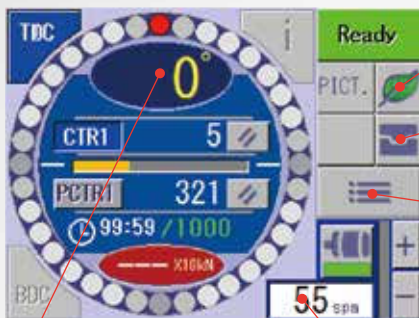 TDC
i
Ready
0°
PICT.
CTR1 5
PCTR1 321
99:59 /1000
--- X10kN
BDC
55 spm
+
-